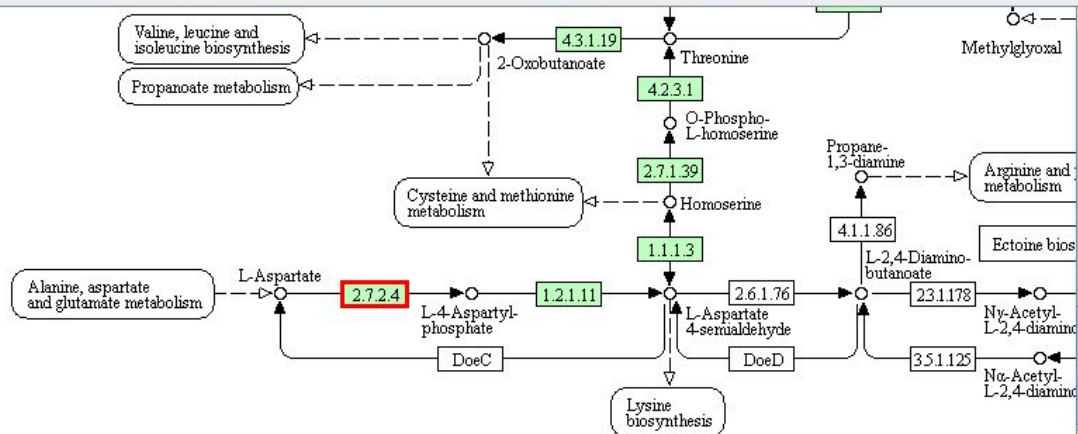 Valine, leucine and
isoleucine biosynthesis
4.3.1.19
2-Oxobutanoate
Threonine
Methylglyoxal
Propanoate metabolism
4.2.3.1
O-Phospho-
L-homoserine
Propane-
1,3-diamine
2.7.1.39
Arginine and
metabolism
Cysteine and methionine
metabolism
Homoserine
4.1.1.86
1.1.1.3
Ectoine bios
L-2,4-Diamino-
butanoate
Alanine, aspartate
and glutamate metabolism
L-Aspartate
2.7.2.4
L-4-Aspartyl-
phosphate
1.2.1.11
L-Aspartate
4-semialdehyde
2.6.1.76
2.3.1.178
Nγ-Acetyl-
L-2,4-diamino
DoeC
DoeD
3.5.1.125
Nα-Acetyl-
L-2,4-diamino
Lysine
biosynthesis